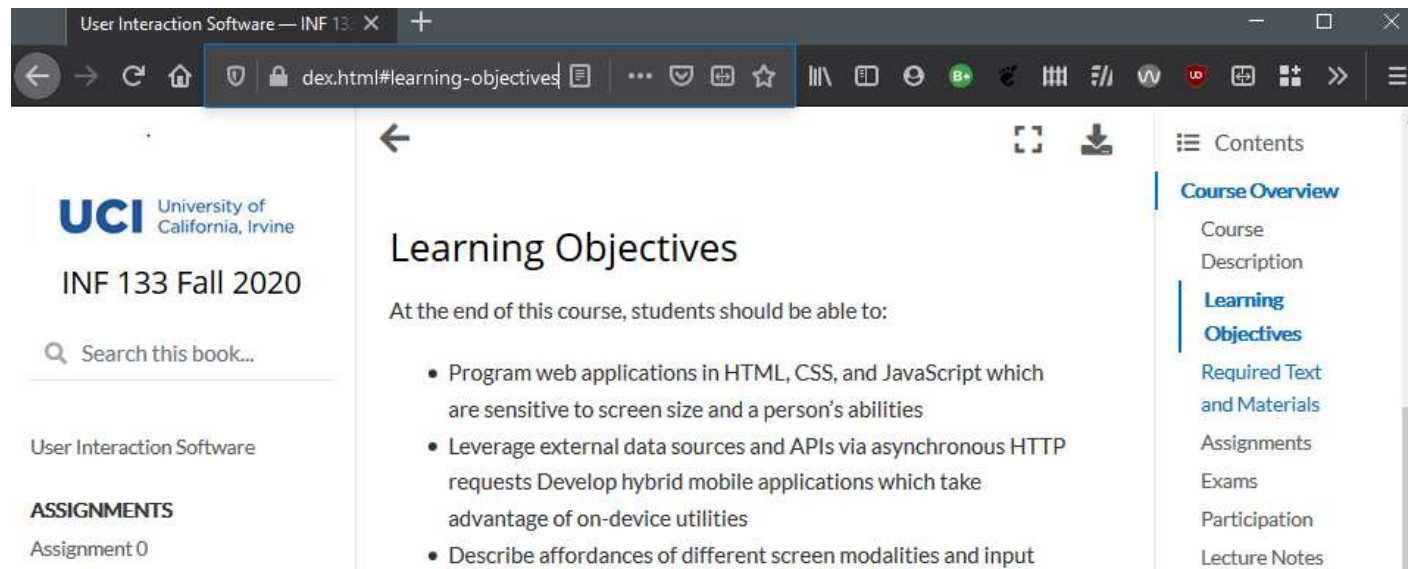 User Interaction Software — INF 13
dex.html#learning-objectives
UCI University of
California, Irvine
INF 133 Fall 2020
Search this book...
User Interaction Software
ASSIGNMENTS
Assignment 0
Learning Objectives
At the end of this course, students should be able to:
• Program web applications in HTML, CSS, and JavaScript which
are sensitive to screen size and a person's abilities
• Leverage external data sources and APIs via asynchronous HTTP
requests Develop hybrid mobile applications which take
advantage of on-device utilities
• Describe affordances of different screen modalities and input
Contents
Course Overview
Course
Description
Learning
Objectives
Required Text
and Materials
Assignments
Exams
Participation
Lecture Notes